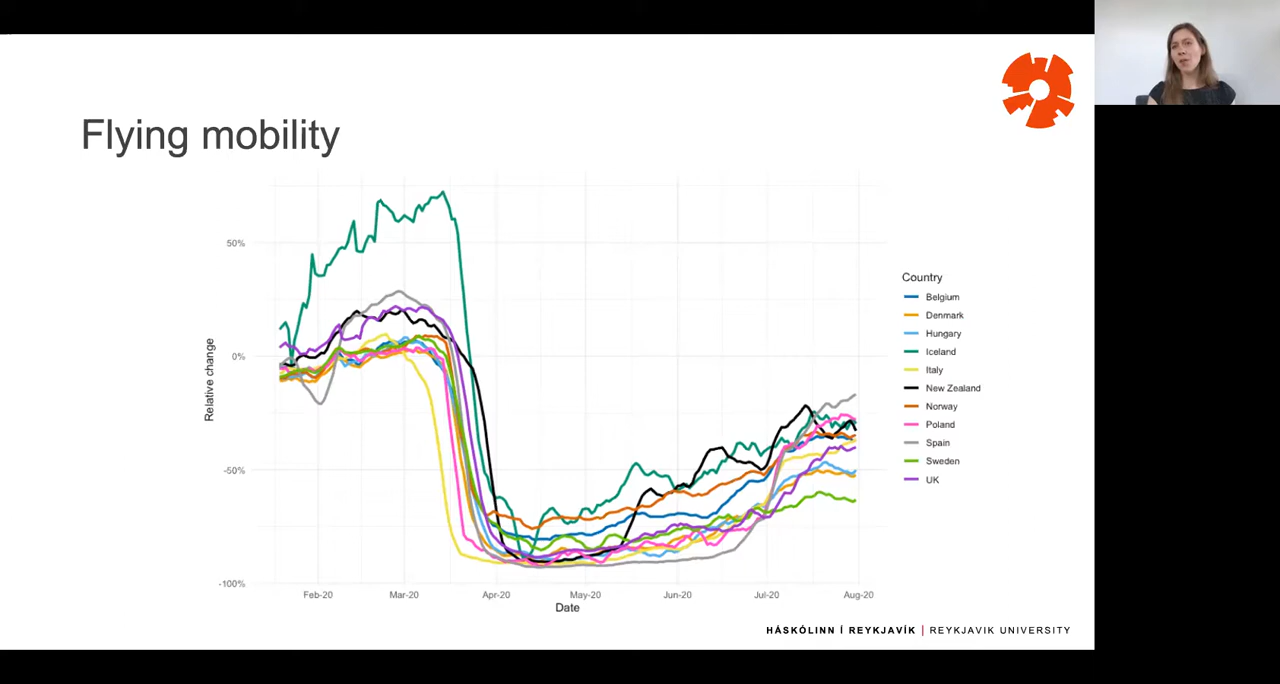 Flying mobility
50%
0%
-50%
-100%
Relative change
Feb-20 Mar-20 Apr-20 May-20 Jun-20 Jul-20 Aug-20
Date
Country
Belgium
Denmark
Hungary
Iceland
Italy
New Zealand
Norway
Poland
Spain
Sweden
UK
HÁSKÓLINN Í REYKJAVÍK | REYKJAVIK UNIVERSITY